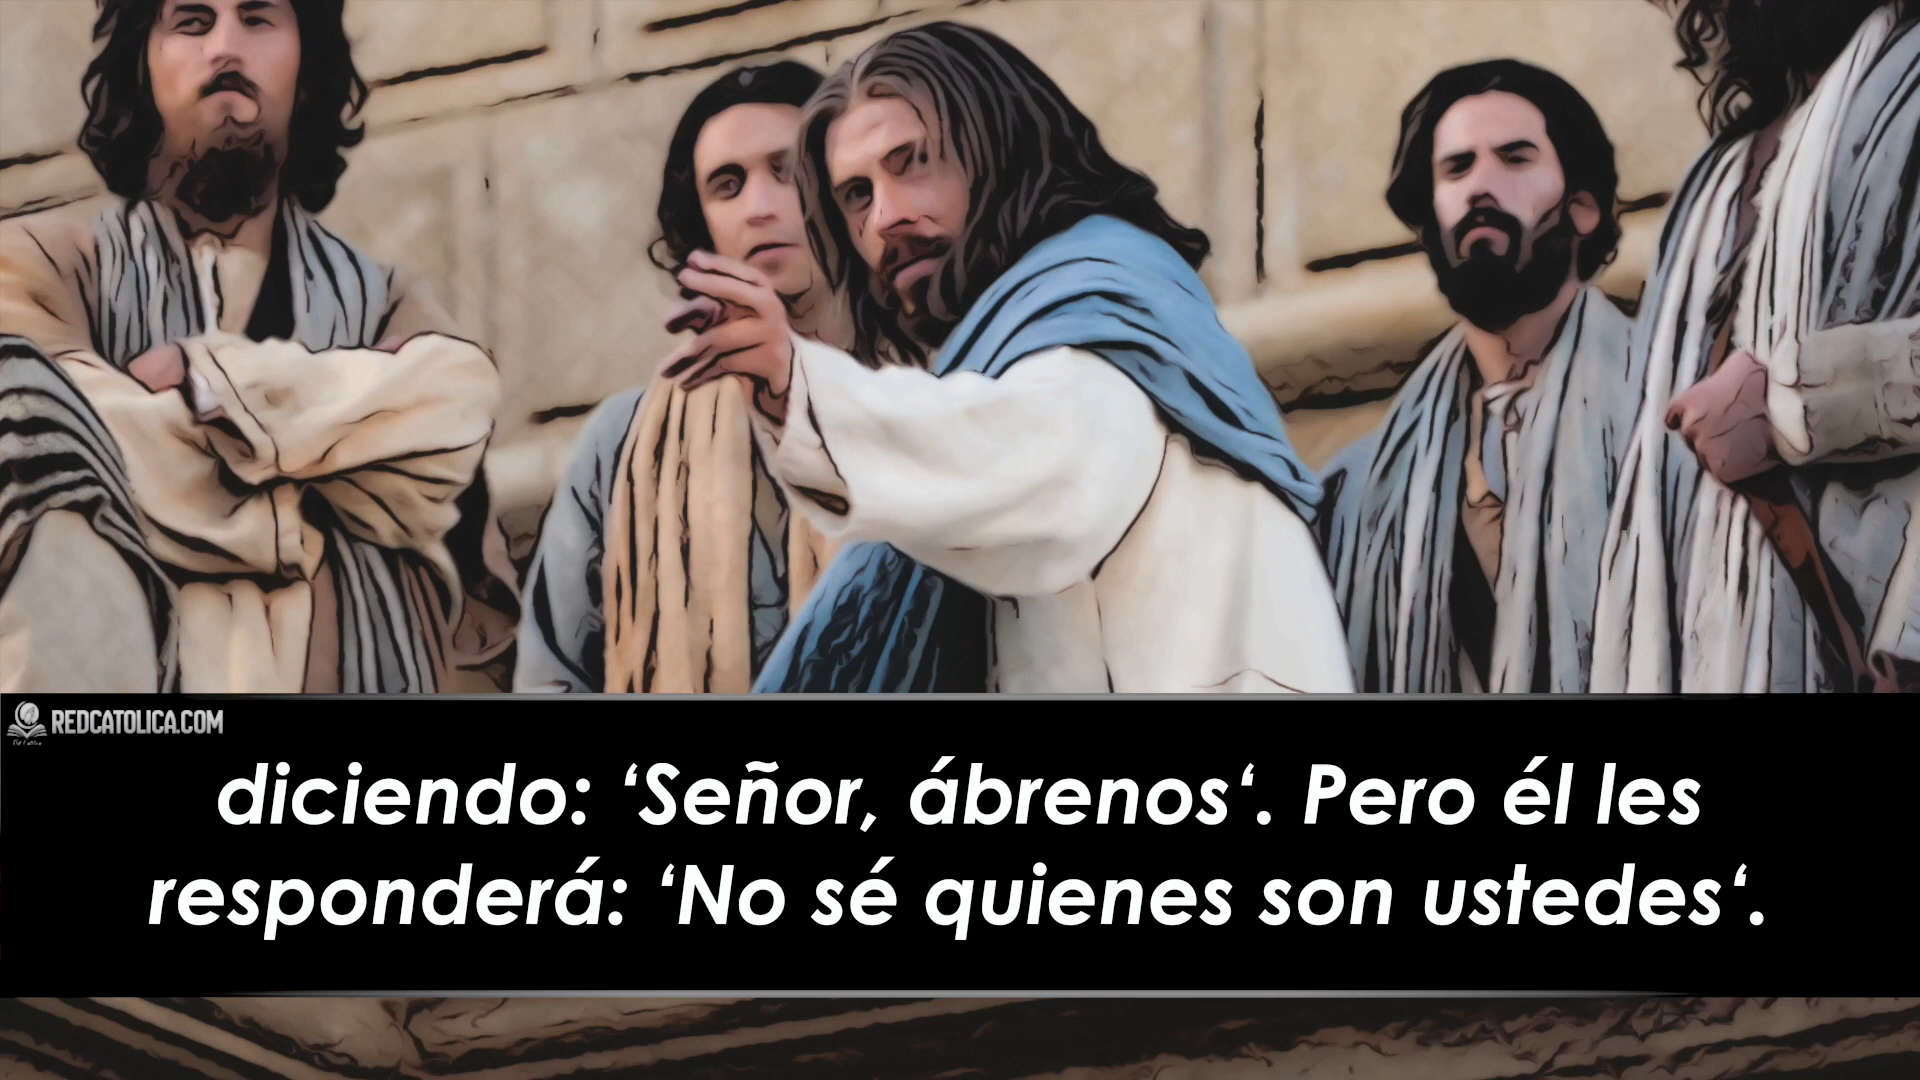 REDCATOLICA.COM
diciendo: ‘Señor, ábrenos‘. Pero él les
responderá: ‘No sé quienes son ustedes‘.